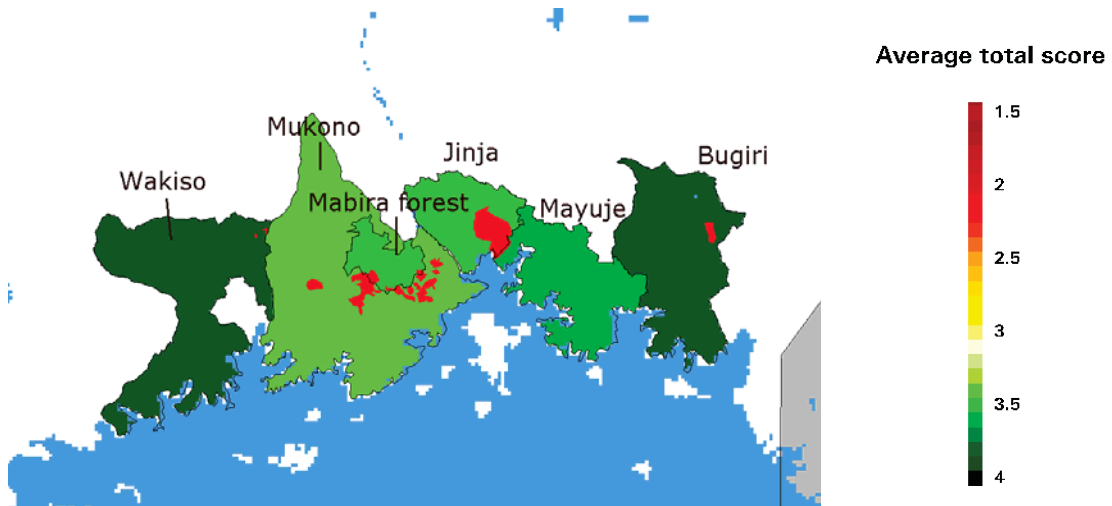 Average total score
Mukono
Jinja
Bugiri
Wakiso
Mabira forest
Mayuje
1.5
2
2.5
3
3.5
4